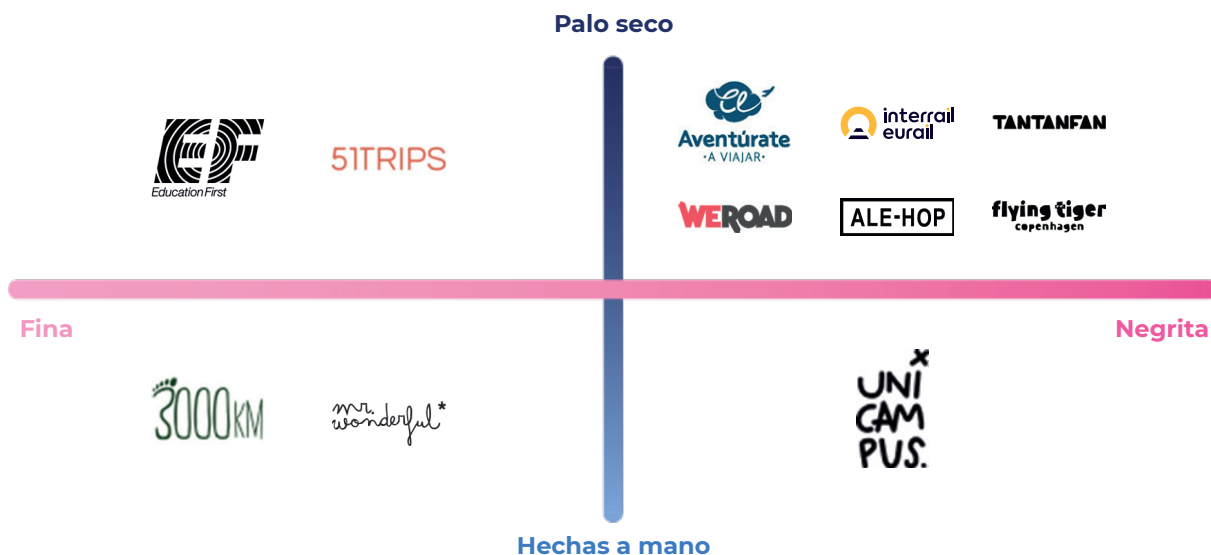 Palo seco
EF
Education First
51TRIPS
Aventúrate
·A VIAJAR·
interrail
eurail
TANTANFAN
WEROAD
ALE-HOP
flying tiger
copenhagen
Fina
Negrita
3000KM
mr.
wonderful*
UNI
CAM
PUS.
Hechas a mano